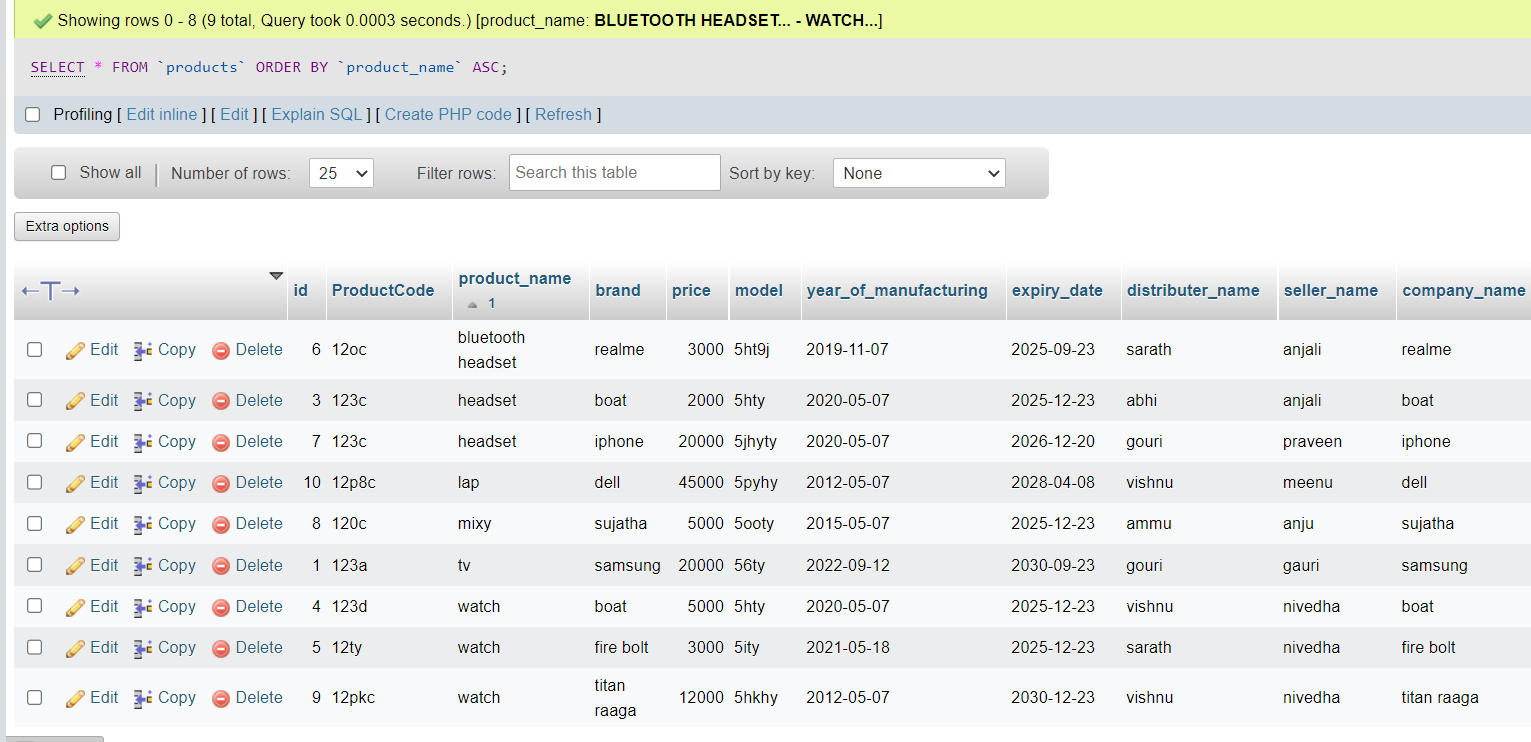 Showing rows 0 - 8 (9 total, Query took 0.0003 seconds.) [product_name: BLUETOOTH HEADSET... - WATCH...]
SELECT * FROM `products` ORDER BY `product_name` ASC;
Profiling [ Edit inline ] [ Edit ] [ Explain SQL ] [ Create PHP code ] [ Refresh ]
Show all Number of rows: 25 Filter rows: Search this table Sort by key: None
Extra options
←T→ id ProductCode product_name 1 brand price model year_of_manufacturing expiry_date distributer_name seller_name company_name
Edit Copy Delete 6 12oc bluetooth headset realme 3000 5ht9j 2019-11-07 2025-09-23 sarath anjali realme
Edit Copy Delete 3 123c headset boat 2000 5hty 2020-05-07 2025-12-23 abhi anjali boat
Edit Copy Delete 7 123c headset iphone 20000 5jhyty 2020-05-07 2026-12-20 gouri praveen iphone
Edit Copy Delete 10 12p8c lap dell 45000 5pyhy 2012-05-07 2028-04-08 vishnu meenu dell
Edit Copy Delete 8 120c mixy sujatha 5000 5ooty 2015-05-07 2025-12-23 ammu anju sujatha
Edit Copy Delete 1 123a tv samsung 20000 56ty 2022-09-12 2030-09-23 gouri gauri samsung
Edit Copy Delete 4 123d watch boat 5000 5hty 2020-05-07 2025-12-23 vishnu nivedha boat
Edit Copy Delete 5 12ty watch fire bolt 3000 5ity 2021-05-18 2025-12-23 sarath nivedha fire bolt
Edit Copy Delete 9 12pkc watch titan raaga 12000 5hkhy 2012-05-07 2030-12-23 vishnu nivedha titan raaga